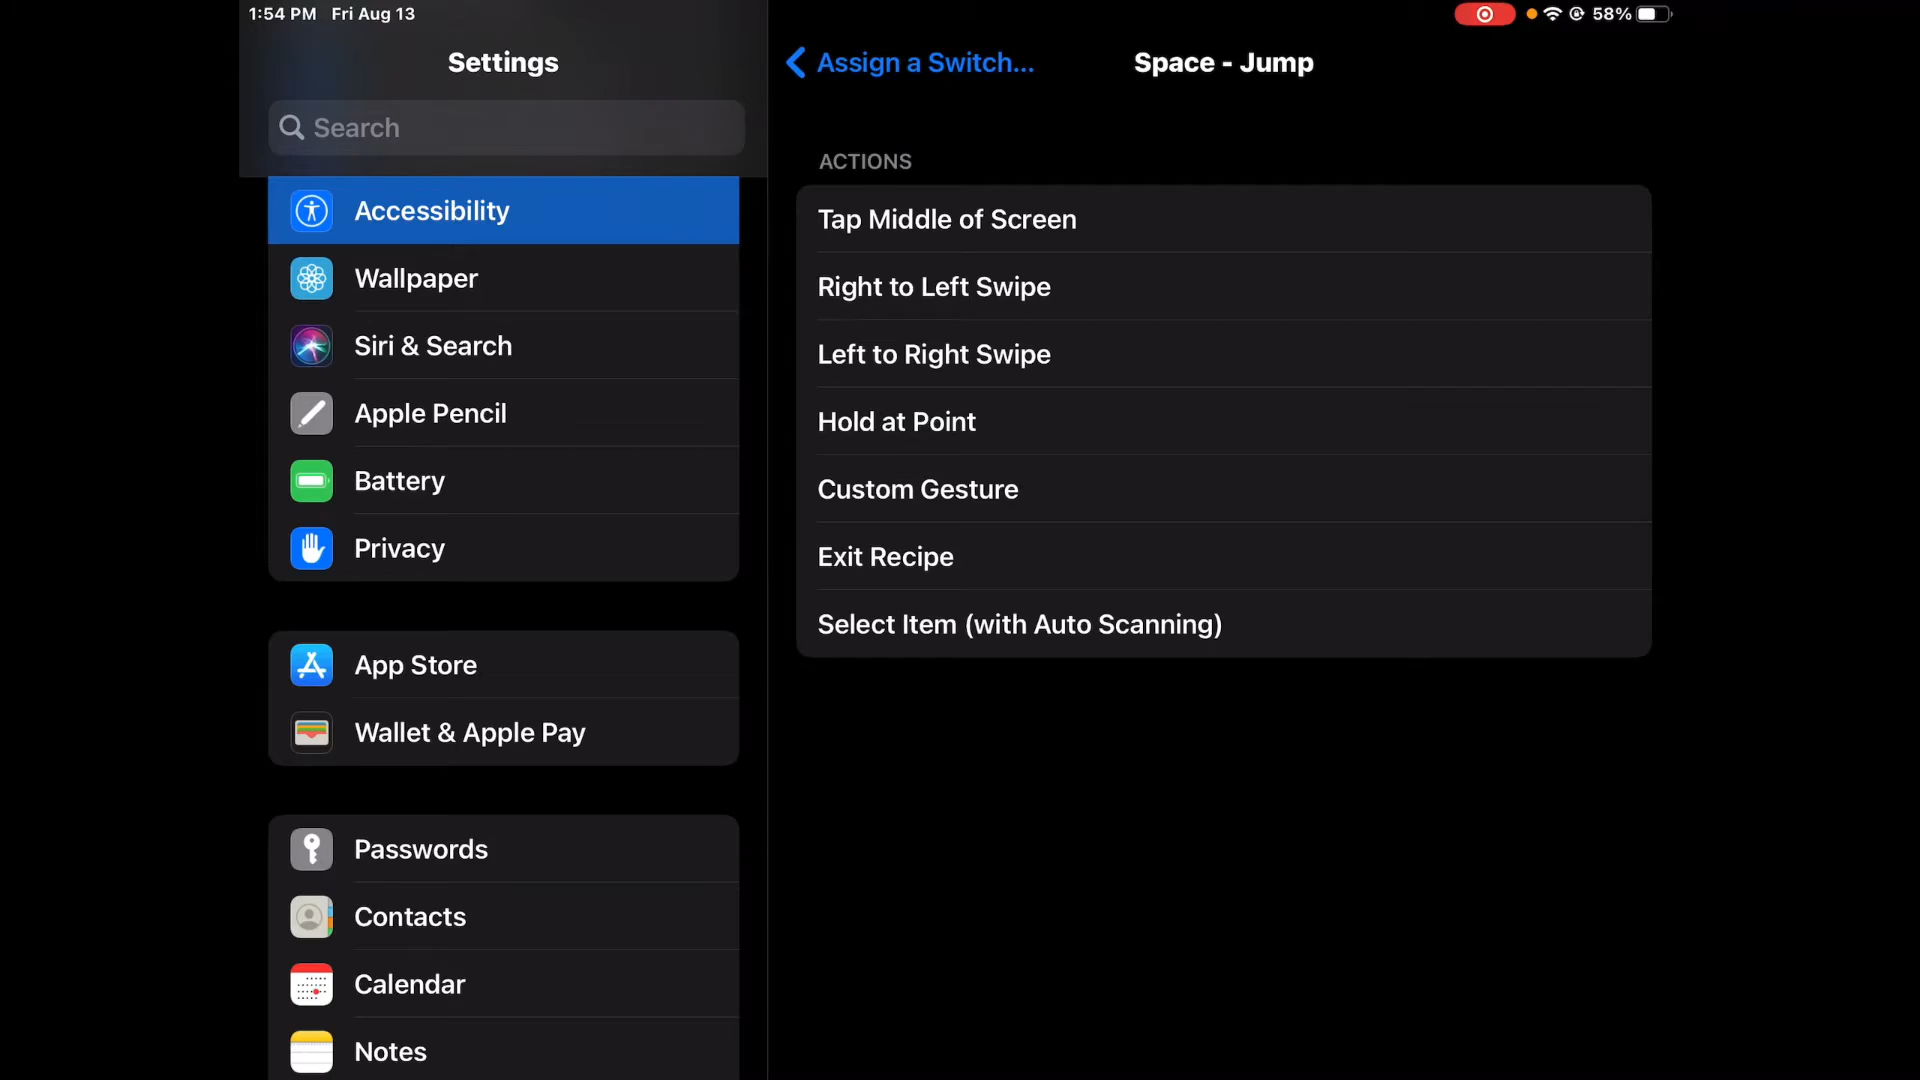 1:54 PM Fri Aug 13
58%
Settings
Search
Accessibility
Wallpaper
Siri & Search
Apple Pencil
Battery
Privacy
App Store
Wallet & Apple Pay
Passwords
Contacts
Calendar
Notes
Assign a Switch...
Space - Jump
ACTIONS
Tap Middle of Screen
Right to Left Swipe
Left to Right Swipe
Hold at Point
Custom Gesture
Exit Recipe
Select Item (with Auto Scanning)